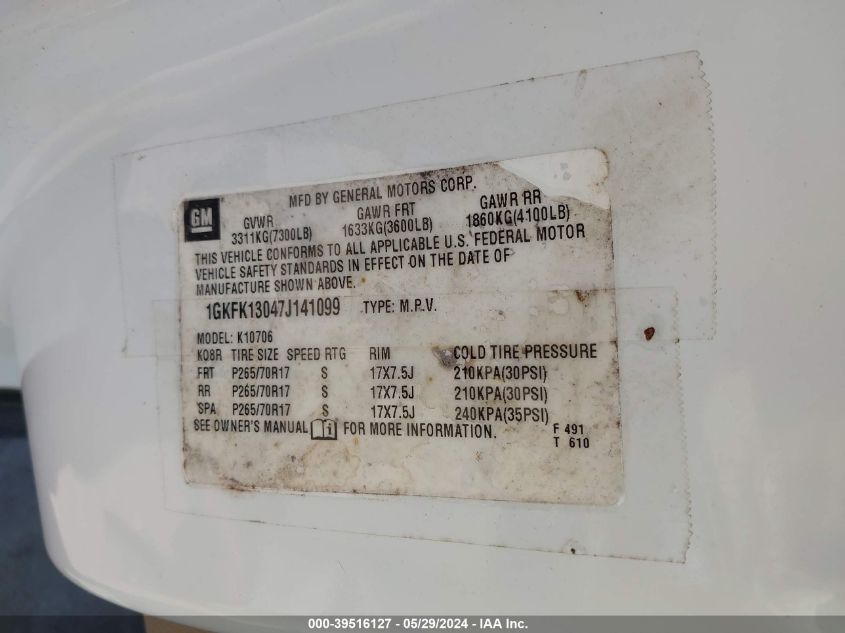 MFD BY GENERAL MOTORS CORP.
GM
GVWR GAWR FRT GAWR RR
3311KG(7300LB) 1633KG(3600LB) 1860KG(4100LB)
THIS VEHICLE CONFORMS TO ALL APPLICABLE U.S. FEDERAL MOTOR
VEHICLE SAFETY STANDARDS IN EFFECT ON THE DATE OF
MANUFACTURE SHOWN ABOVE.
1GKFK13047J141099 TYPE: M.P.V.
MODEL: K10706
K08R TIRE SIZE SPEED RTG RIM COLD TIRE PRESSURE
FRT P265/70R17 S 17X7.5J 210KPA(30PSI)
RR P265/70R17 S 17X7.5J 210KPA(30PSI)
SPA P265/70R17 S 17X7.5J 240KPA(35PSI)
SEE OWNER'S MANUAL FOR MORE INFORMATION.
F 491
T 610
000-39516127 - 05/29/2024 - IAA Inc.